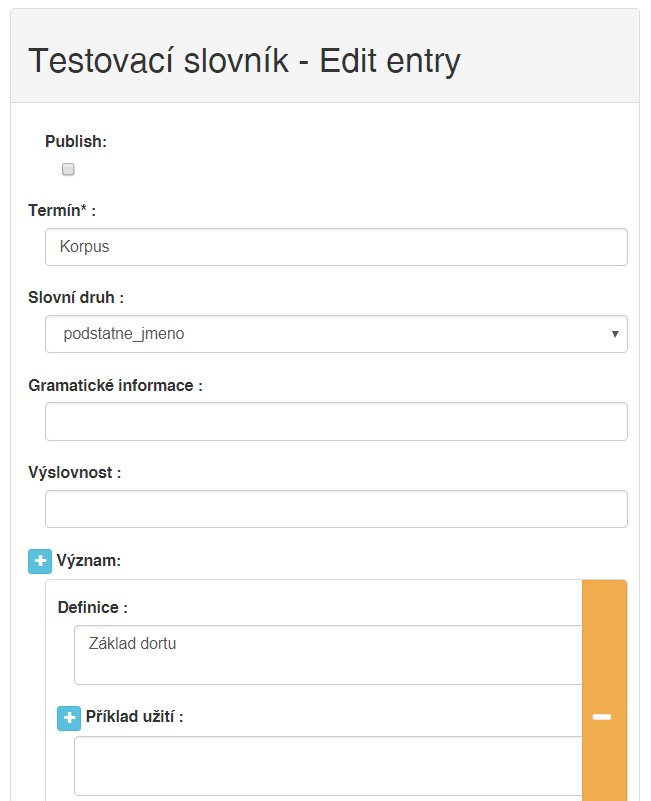 Testovací slovník - Edit entry
Publish:
Termín* :
Korpus
Slovní druh :
podstatne_jmeno
Gramatické informace :
Výslovnost :
Význam:
Definice :
Základ dortu
Příklad užití :